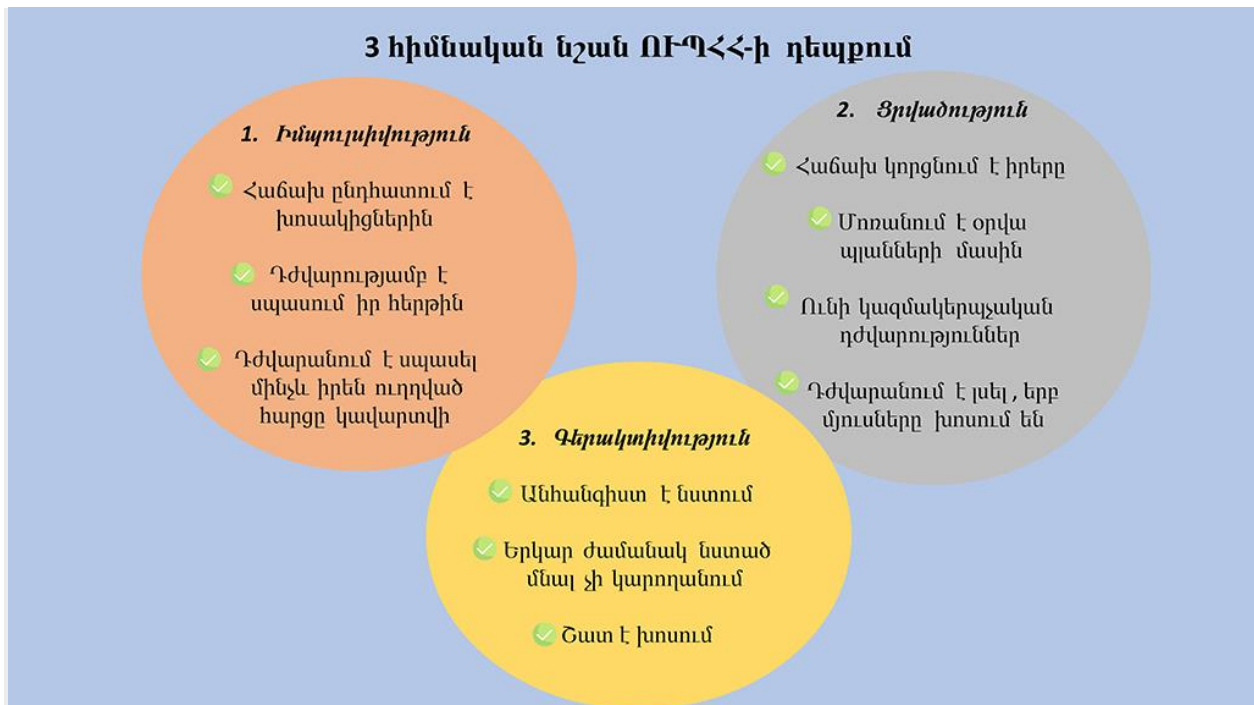 3 հիմնական նշան ՈՒՊՀՀ-ի դեպքում
1. Իմպուլսիվություն
Հաճախ ընդհատում է
խոսակիցներին
Դժվարությամբ է
սպասում իր հերթին
Դժվարանում է սպասել
մինչև իրեն ուղղված
հարցը կավարտվի
2. Ցրվածություն
Հաճախ կորցնում է իրերը
Մոռանում է օրվա
պլանների մասին
Ունի կազմակերպչական
դժվարություններ
Դժվարանում է լսել , երբ
մյուսները խոսում են
3. Գերակտիվություն
Անհանգիստ է նստում
Երկար ժամանակ նստած
մնալ չի կարողանում
Շատ է խոսում